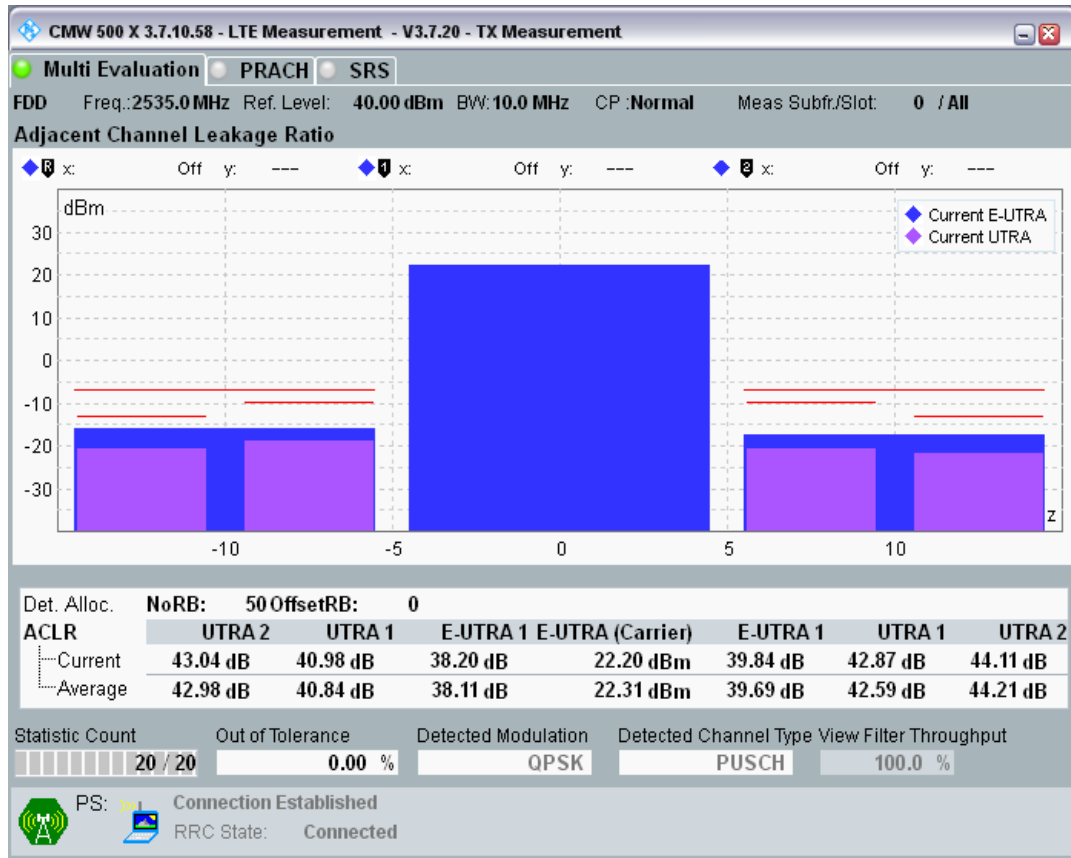 CMW 500 X 3.7.10.58 - LTE Measurement - V3.7.20 - TX Measurement
Multi Evaluation PRACH SRS
FDD Freq.:2535.0 MHz Ref. Level: 40.00 dBm BW:10.0 MHz CP :Normal Meas Subfr./Slot: 0 / All
Adjacent Channel Leakage Ratio
R x: Off y: --- 1 x: Off y: --- 2 x: Off y: ---
dBm
Current E-UTRA
Current UTRA
30
20
10
0
-10
-20
-30
Z
-10 -5 0 5 10
Det. Alloc. NoRB: 50 OffsetRB: 0
ACLR UTRA 2 UTRA 1 E-UTRA 1 E-UTRA (Carrier) E-UTRA 1 UTRA 1 UTRA 2
Current 43.04 dB 40.98 dB 38.20 dB 22.20 dBm 39.84 dB 42.87 dB 44.11 dB
Average 42.98 dB 40.84 dB 38.11 dB 22.31 dBm 39.69 dB 42.59 dB 44.21 dB
Statistic Count Out of Tolerance Detected Modulation Detected Channel Type View Filter Throughput
20 / 20 0.00 % QPSK PUSCH 100.0 %
PS: Connection Established
RRC State: Connected